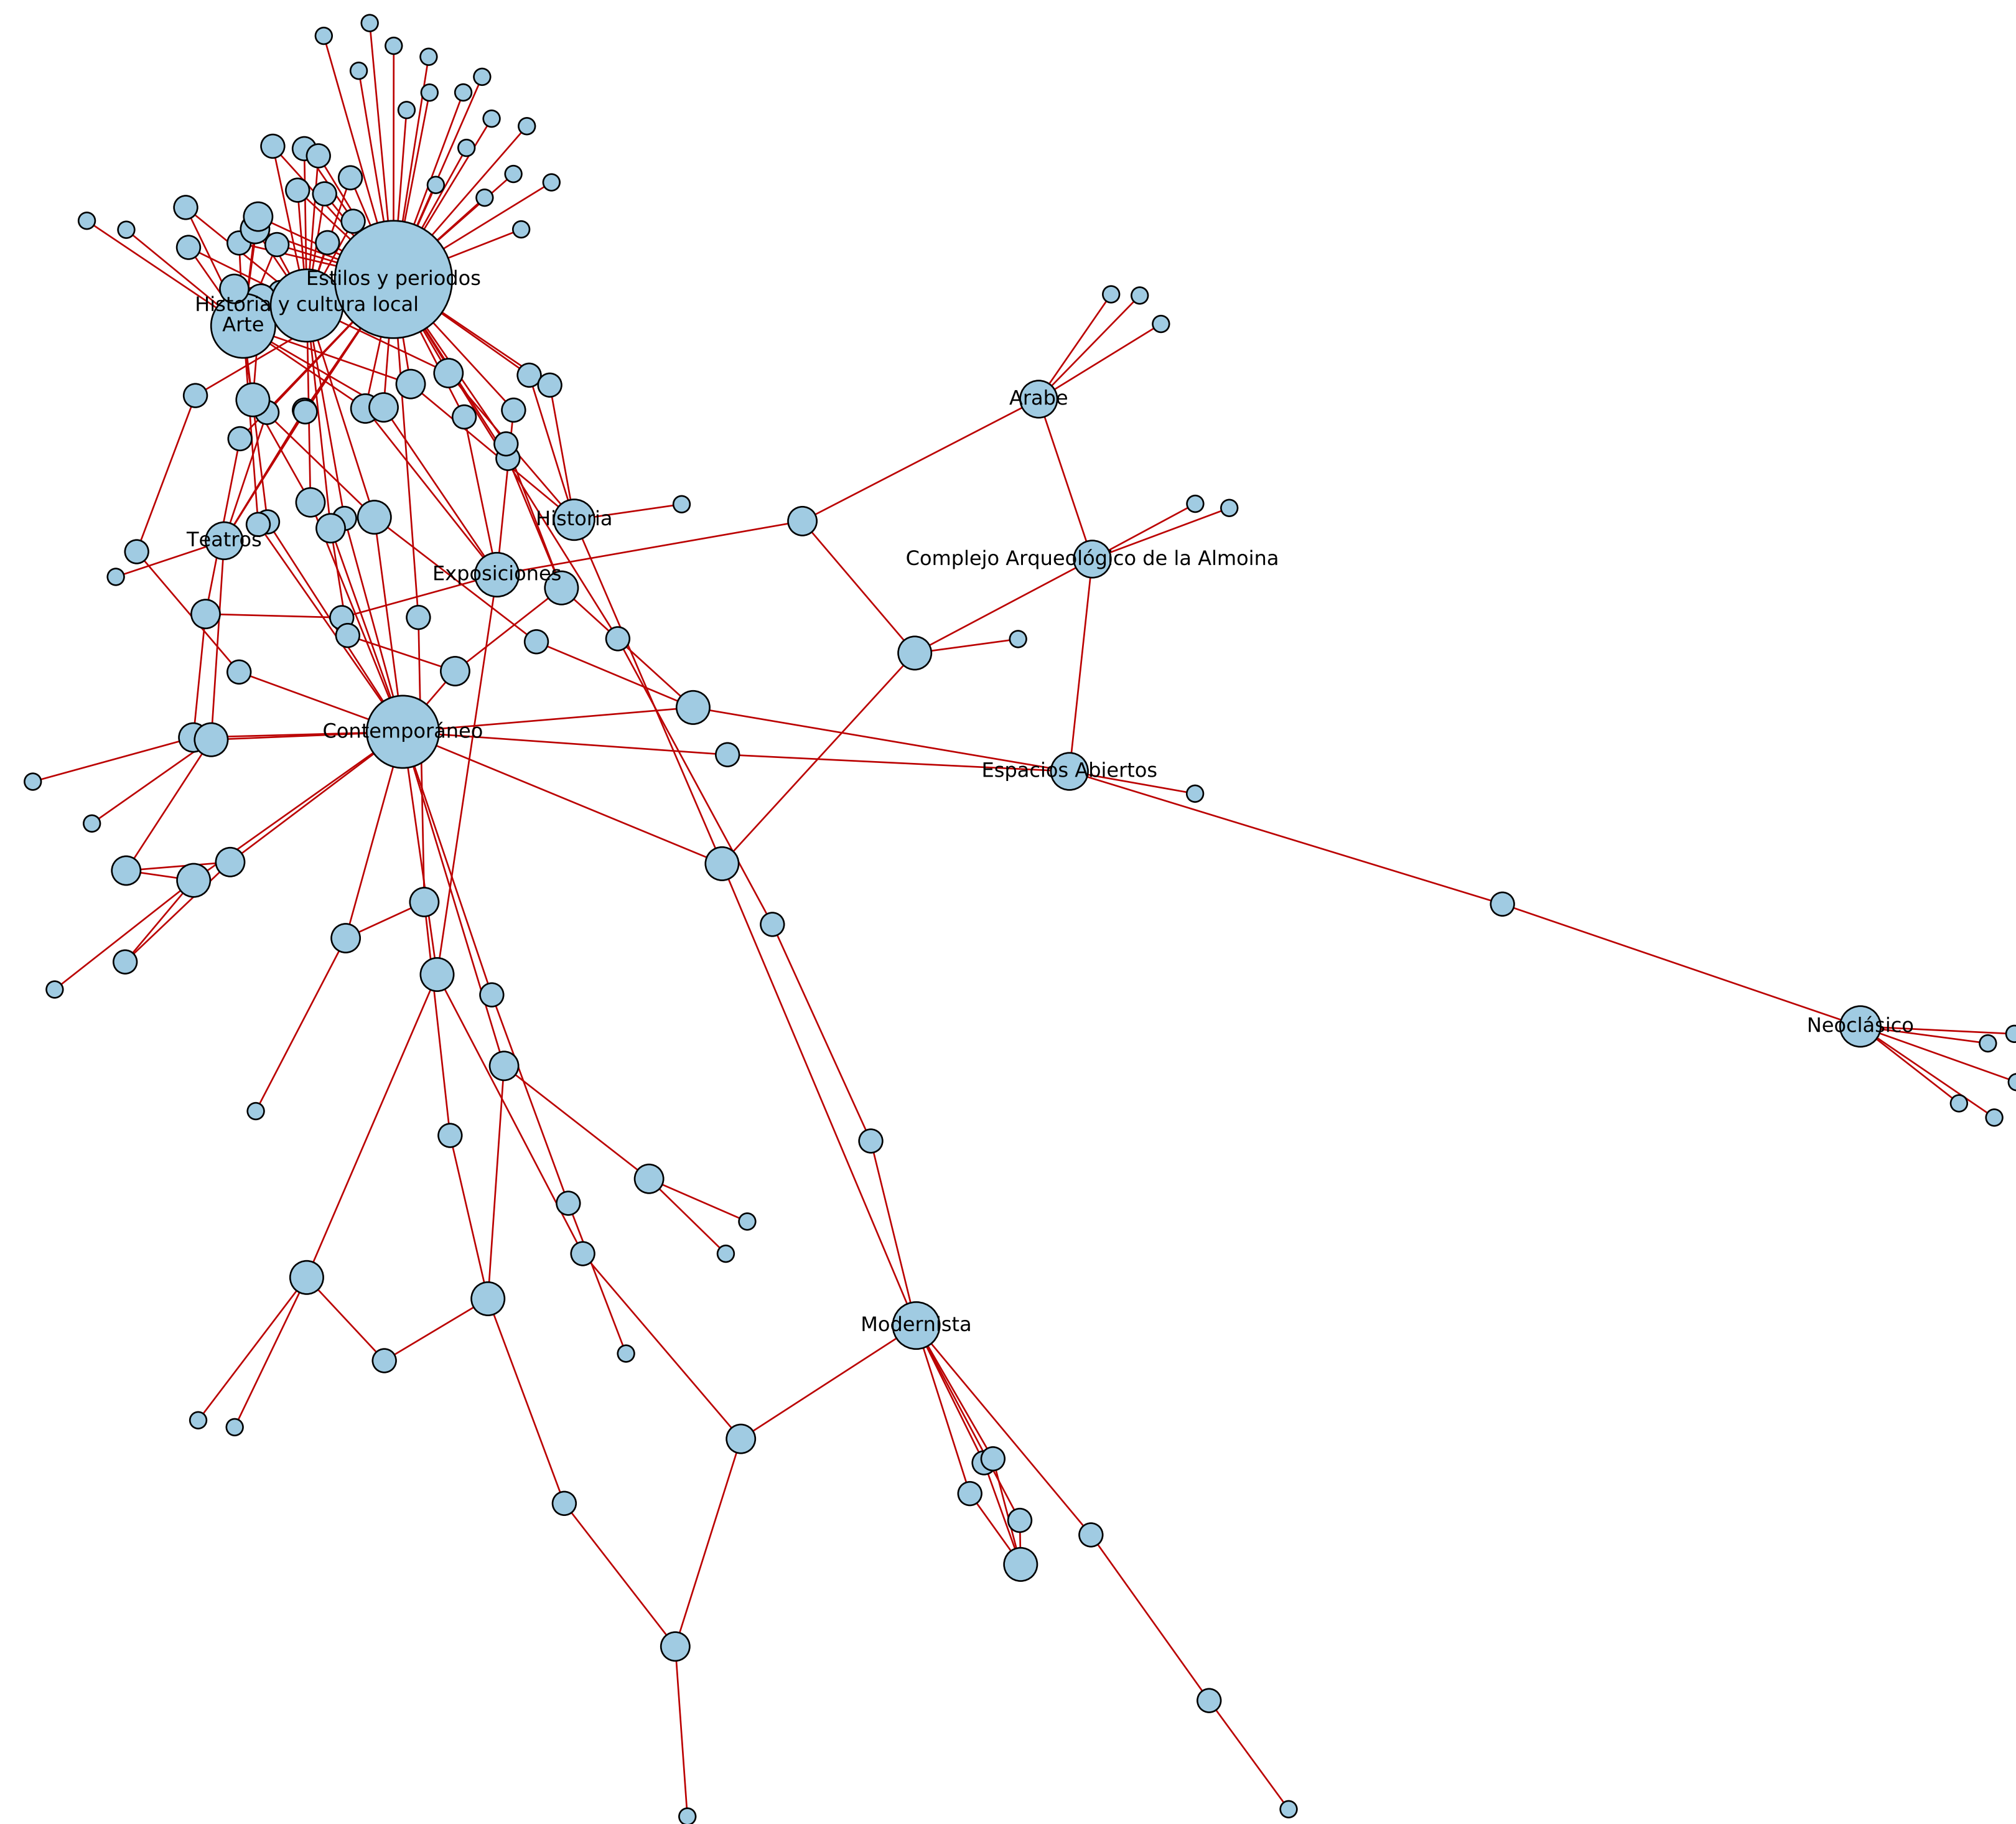 Estilos y periodos
Historia y cultura local
Arte
Arabe
Historia
Teatros
Complejo Arqueológico de la Almoina
Exposiciones
Contemporáneo
Espacios Abiertos
Neoclásico
Modernista